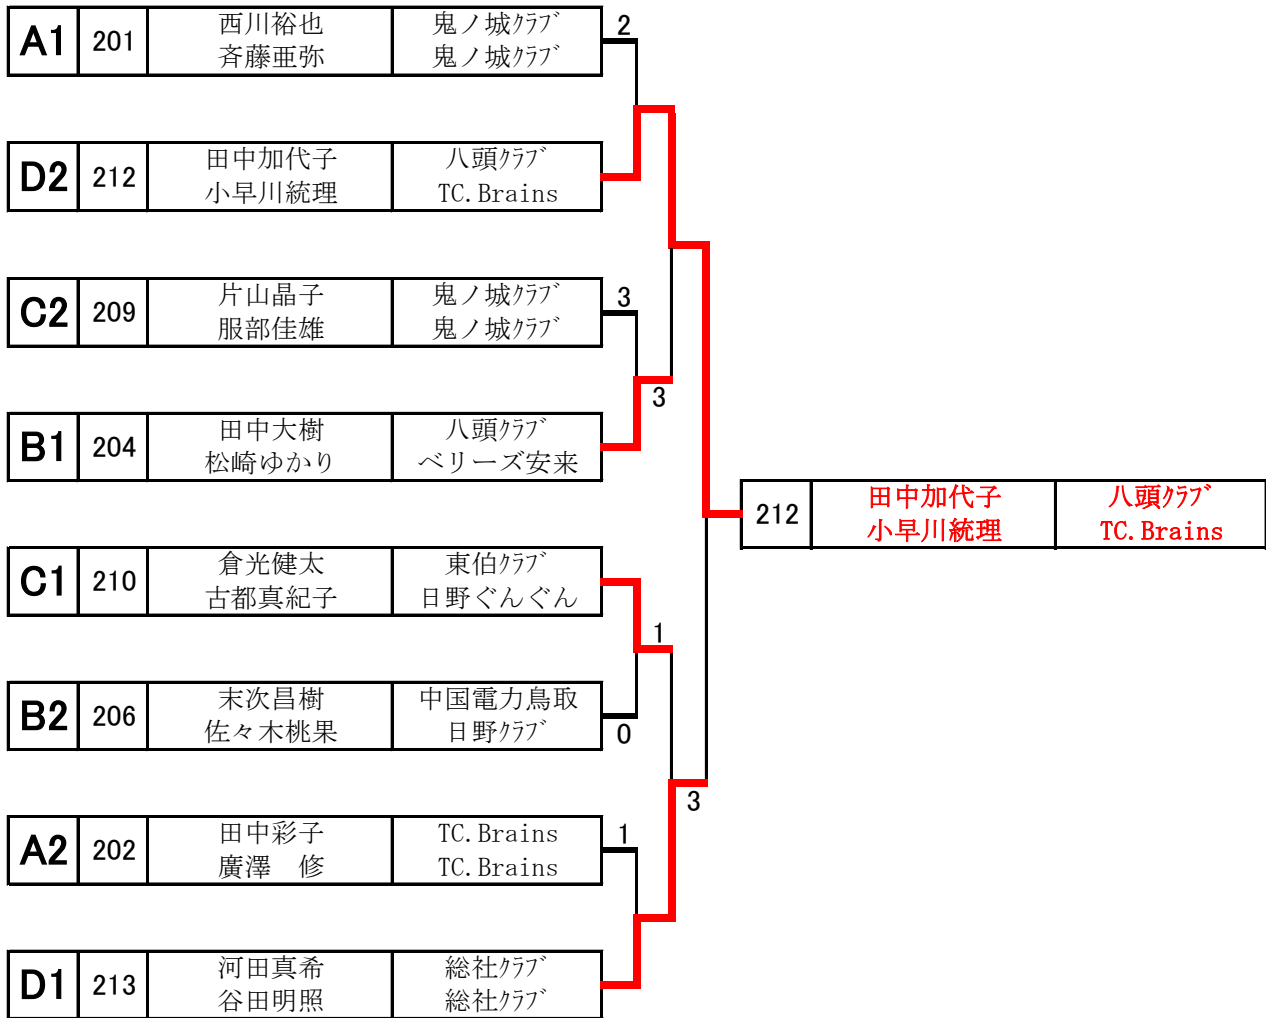 A1 201 西川裕也 鬼ノ城ｸﾗﾌﾞ 2
斉藤亜弥 鬼ノ城ｸﾗﾌﾞ
D2 212 田中加代子 八頭ｸﾗﾌﾞ
小早川統理 TC.Brains
C2 209 片山晶子 鬼ノ城ｸﾗﾌﾞ 3
服部佳雄 鬼ノ城ｸﾗﾌﾞ
3
B1 204 田中大樹 八頭ｸﾗﾌﾞ
松崎ゆかり ベリーズ安来
212 田中加代子 八頭ｸﾗﾌﾞ
小早川統理 TC.Brains
C1 210 倉光健太 東伯ｸﾗﾌﾞ
古都真紀子 日野ぐんぐん
1
B2 206 末次昌樹 中国電力鳥取
佐々木桃果 日野ｸﾗﾌﾞ 0
3
A2 202 田中彩子 TC.Brains 1
廣澤　修 TC.Brains
D1 213 河田真希 総社ｸﾗﾌﾞ
谷田明照 総社ｸﾗﾌﾞ